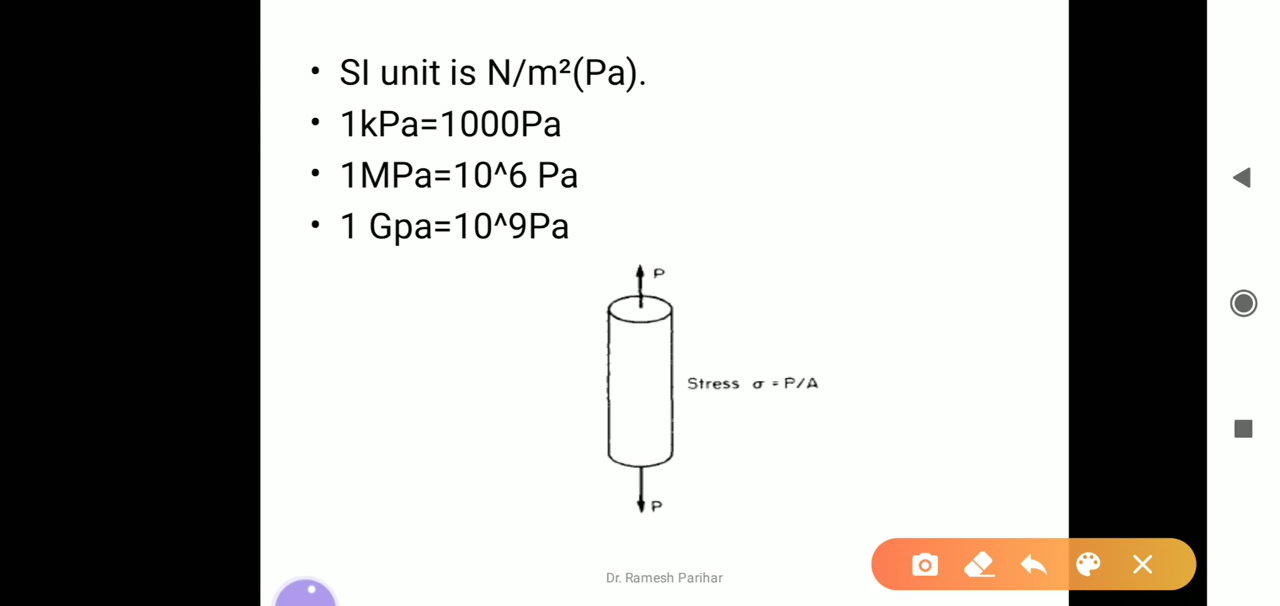 • SI unit is N/m²(Pa).
• 1kPa=1000Pa
• 1MPa=10^6 Pa
• 1 Gpa=10^9Pa
P
Stress σ = P/A
P
Dr. Ramesh Parihar